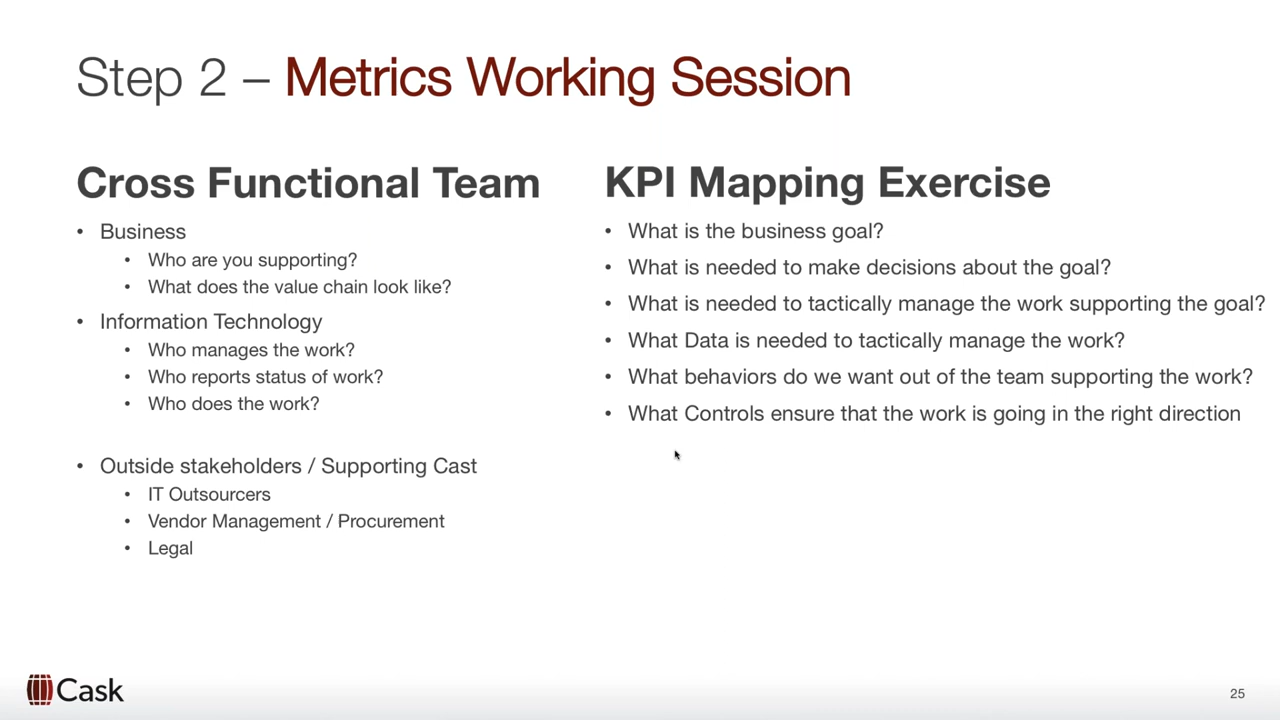 Step 2 – Metrics Working Session
Cross Functional Team
• Business
• Who are you supporting?
• What does the value chain look like?
• Information Technology
• Who manages the work?
• Who reports status of work?
• Who does the work?
• Outside stakeholders / Supporting Cast
• IT Outsourcers
• Vendor Management / Procurement
• Legal
KPI Mapping Exercise
• What is the business goal?
• What is needed to make decisions about the goal?
• What is needed to tactically manage the work supporting the goal?
• What Data is needed to tactically manage the work?
• What behaviors do we want out of the team supporting the work?
• What Controls ensure that the work is going in the right direction
Cask
25